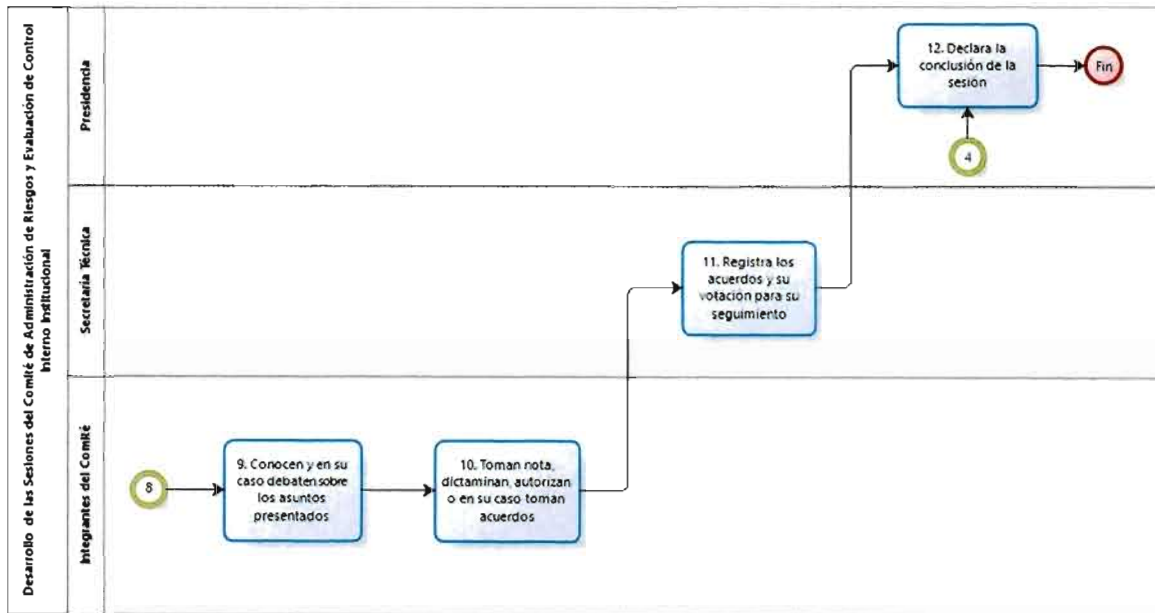 Desarrollo de las Sesiones del Comité de Administración de Riesgos y Evaluación de Control
Interno Institucional
Presidencia
12. Declara la
conclusión de la
sesión
Fin
4
Secretaría Técnica
11. Registra los
acuerdos y su
votación para su
seguimiento
Integrantes del Comité
8
9. Conocen y en su
caso debaten sobre
los asuntos
presentados
10. Toman nota,
dictaminan, autorizan
o en su caso toman
acuerdos